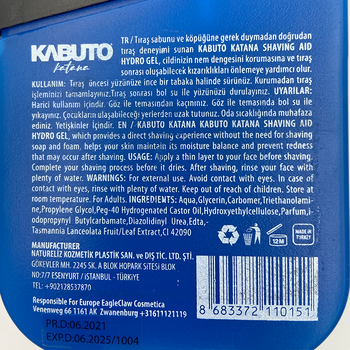 KABUTO
katana
TR / Tıraş sabunu ve köpüğüne gerek duymadan doğrudan
tıraş deneyimi sunan KABUTO KATANA SHAVING AID
HYDRO GEL, cildinizin nem dengesini korumasına ve tıraş
sonrası oluşabilecek kızarıklıkları önlemeye yardımcı olur.
KULLANIM: Tıraş öncesi yüzünüze ince bir tabaka halinde sürünüz. Kurumadan tıraş
işleminizi tamamlayınız.Tıraş sonrası bol su ile yüzünüzü durulayınız. UYARILAR:
Harici kullanım içindir. Göz ile temasından kaçınınız. Göz ile teması durumunda bol su
ile yıkayınız. Çocukların ulaşabileceği yerlerden uzak tutunuz. Oda sıcaklığında muhafaza
ediniz. Yetişkinler İçindir. EN / KABUTO KABUTO KATANA KABUTO KATANA SHAVING AID
HYDRO GEL, which provides a direct shaving experience without the need for shaving
soap and foam, helps your skin maintain its moisture balance and prevent redness
that may occur after shaving. USAGE: Apply a thin layer to your face before shaving.
Complete your shaving process before it dries. After shaving, rinse your face with
plenty of water. WARNINGS: For external use. Avoid contact with eyes. In case of
contact with eyes, rinse with plenty of water. Keep out of reach of children. Store at
room temperature. For Adults. INGREDIENTS: Aqua,Glycerin,Carbomer,Triethanolami-
ne,Propylene Glycol,Peg-40 Hydrogenated Castor Oil,Hydroxyethylcellulose,Parfum,i-
odopropynyl Butylcarbamate,Diazolidinyl Urea,Edta,-
Tasmannia Lanceolata Fruit/Leaf Extract,CI 42090
12M
MADE IN
TURKEY
MANUFACTURER
NATURELİZ KOZMETİK PLASTİK SAN. ve DIŞ TİC. LTD. ŞTİ.
GÖKEVLER MH. 2245 SK. A BLOK HOPARK SİTESİ BLOK
NO:7/7 ESENYURT / iSTANBUL - TÜRKİYE
TEL: +902128537870
Responsible For Europe EagleClaw Cosmetica
Venenweg 66 1161 AK Zwanenburg +31611121119
8 683372 110151
PR.D:06.2021
EXP.D:06.2025/1004